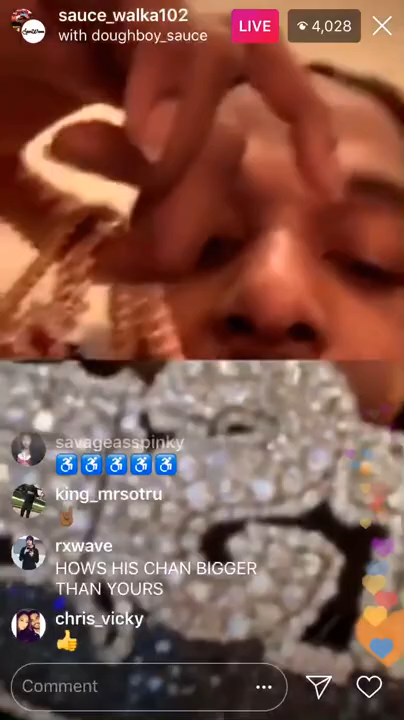 sauce_walka102
with doughboy_sauce
LIVE
4,028
savageasspinky
king_mrsotru
rxwave
HOWS HIS CHAN BIGGER
THAN YOURS
chris_vicky
Comment